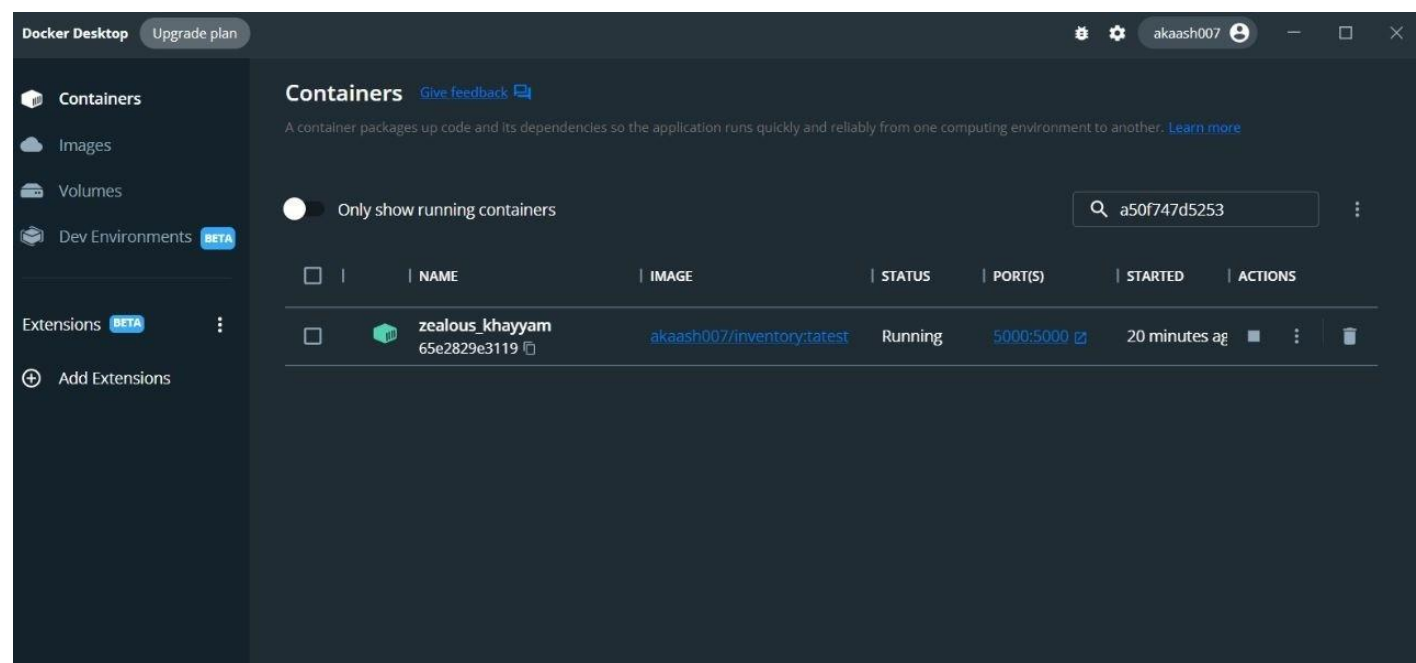 Docker Desktop Upgrade plan akaash007
Containers
Images
Volumes
Dev Environments BETA
Extensions BETA
Add Extensions
Containers Give feedback
A container packages up code and its dependencies so the application runs quickly and reliably from one computing environment to another. Learn more
Only show running containers a50f747d5253
NAME IMAGE STATUS PORT(S) STARTED ACTIONS
zealous_khayyam akaash007/inventory:tatest Running 5000:5000 20 minutes ag
65e2829e3119